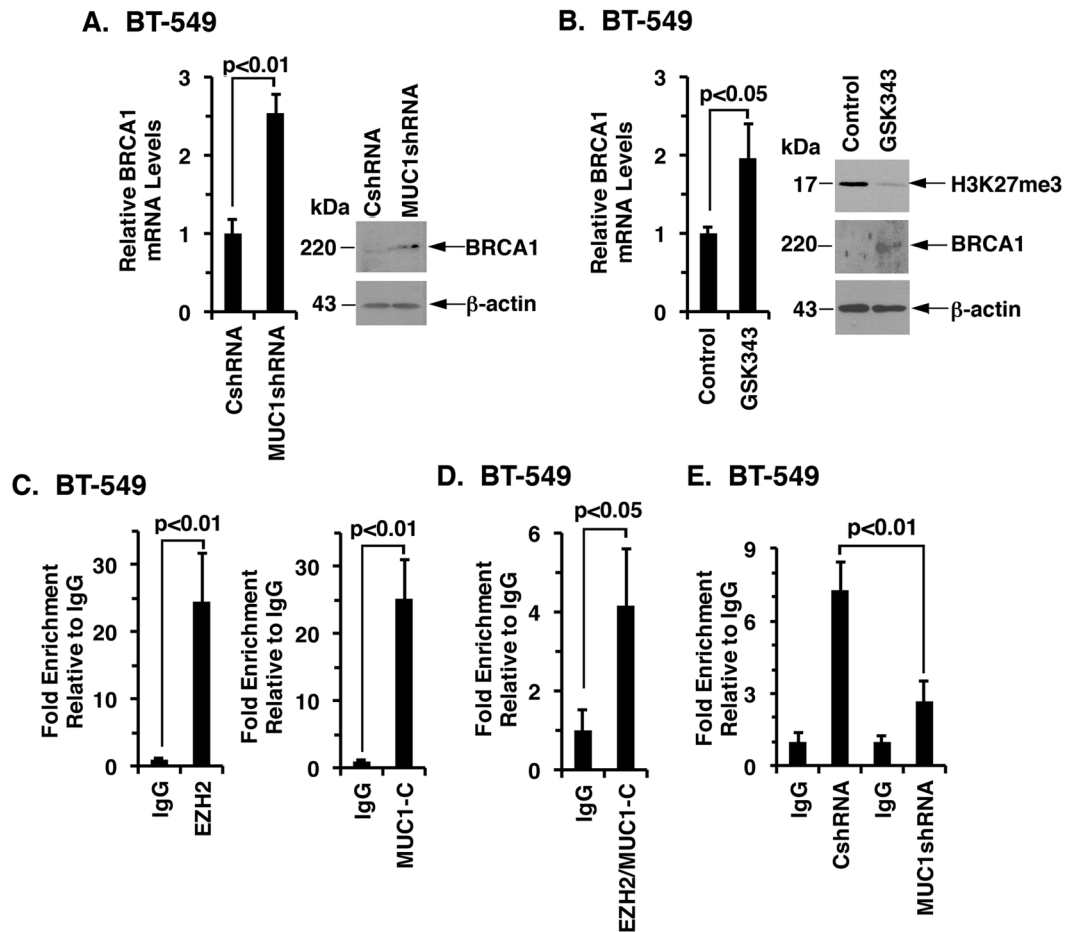 A. BT-549
Relative BRCA1
mRNA Levels
3
2
1
0
p<0.01
CshRNA
MUC1shRNA
kDa
CshRNA
MUC1shRNA
220
BRCA1
43
β-actin
B. BT-549
Relative BRCA1
mRNA Levels
3
2
1
0
p<0.05
Control
GSK343
kDa
Control
GSK343
17
H3K27me3
220
BRCA1
43
β-actin
C. BT-549
Fold Enrichment
Relative to IgG
30
20
10
0
p<0.01
IgG
EZH2
Fold Enrichment
Relative to IgG
30
20
10
0
p<0.01
IgG
MUC1-C
D. BT-549
Fold Enrichment
Relative to IgG
6
4
2
0
p<0.05
IgG
EZH2/MUC1-C
E. BT-549
Fold Enrichment
Relative to IgG
9
6
3
0
p<0.01
IgG
CshRNA
IgG
MUC1shRNA